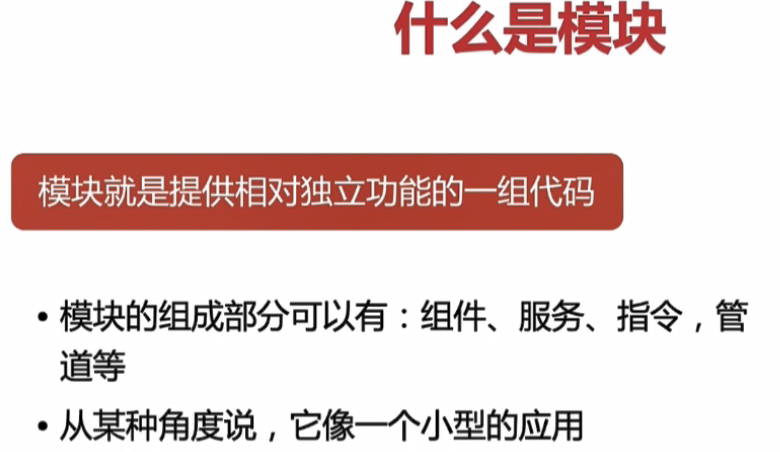 什么是模块
模块就是提供相对独立功能的一组代码
• 模块的组成部分可以有：组件、服务、指令，管
道等
• 从某种角度说，它像一个小型的应用